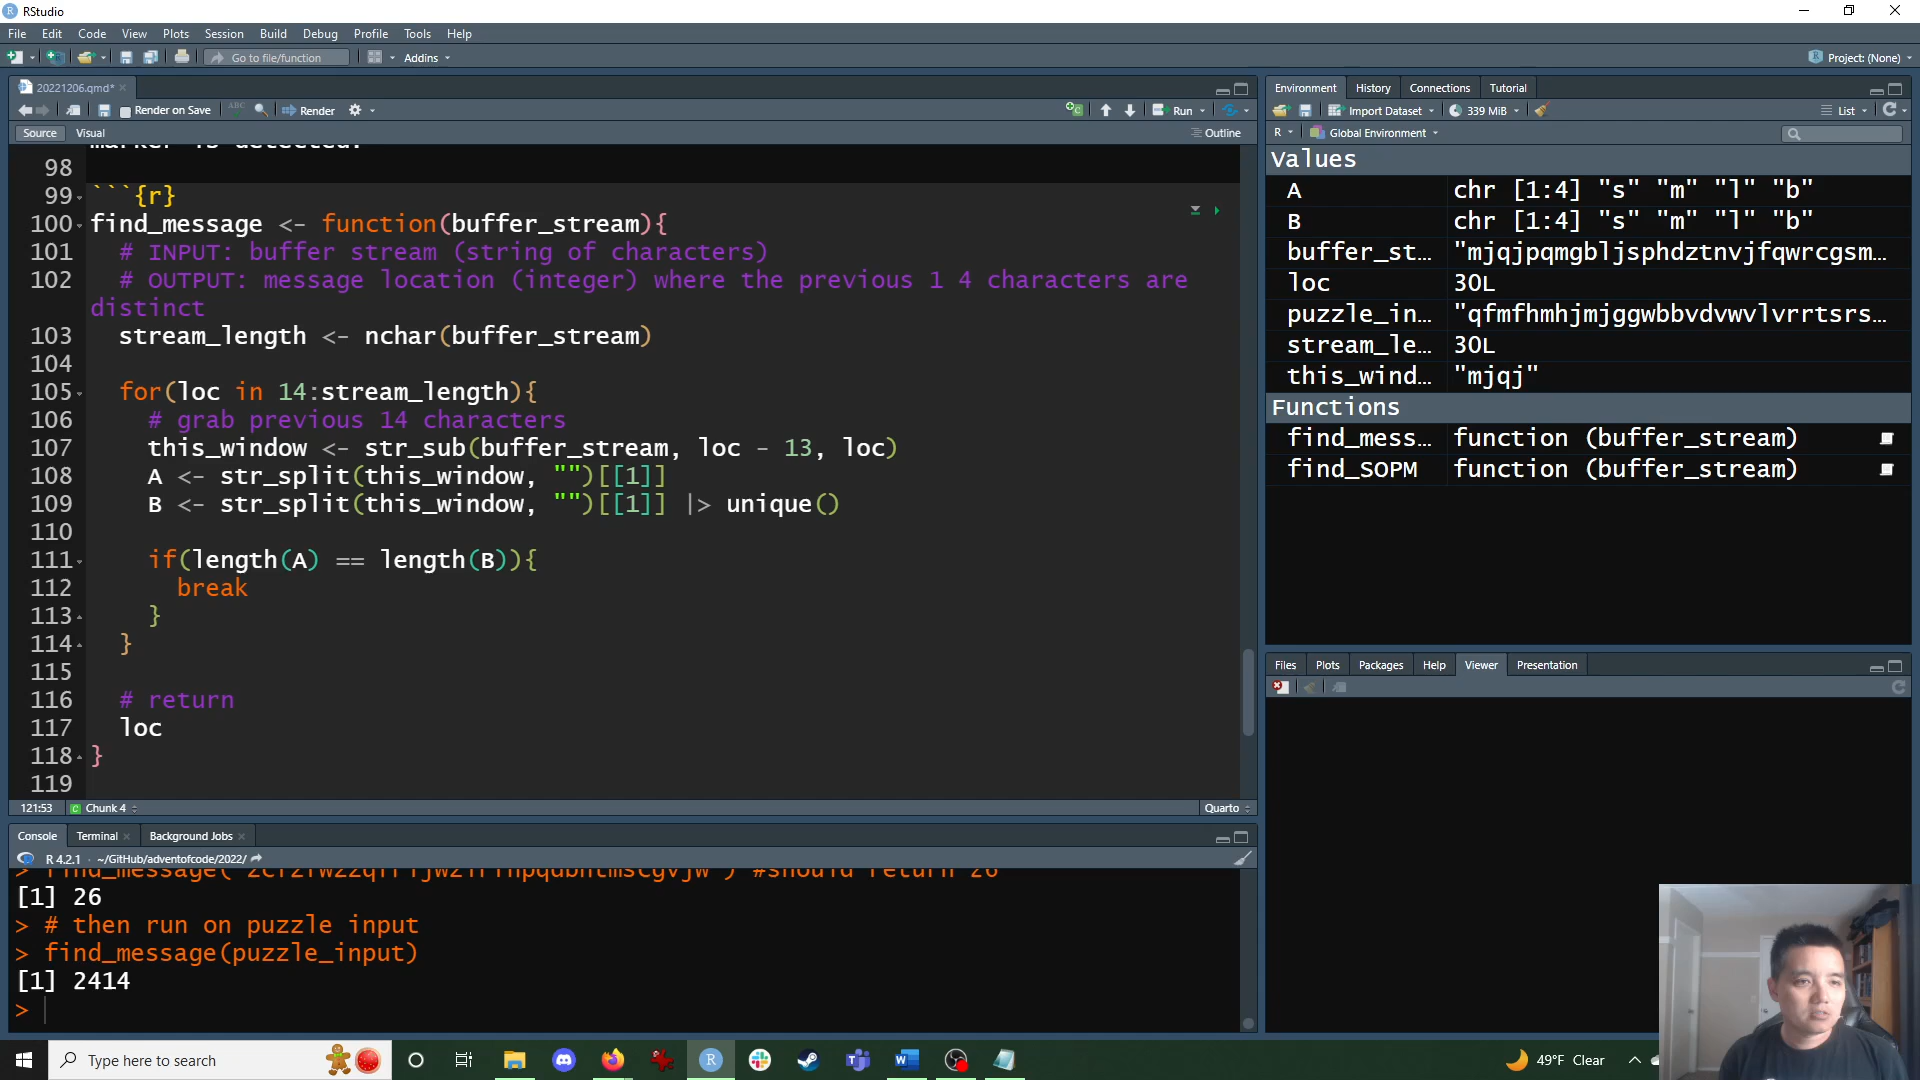 RStudio
File Edit Code View Plots Session Build Debug Profile Tools Help
Go to file/function Addins Project: (None)
20221206.qmd*
Render on Save ABC Render Run
Source Visual Outline
marker is detected.
98
99 ```{r}
100 find_message <- function(buffer_stream){
101 # INPUT: buffer stream (string of characters)
102 # OUTPUT: message location (integer) where the previous 1 4 characters are
distinct
103 stream_length <- nchar(buffer_stream)
104
105 for(loc in 14:stream_length){
106 # grab previous 14 characters
107 this_window <- str_sub(buffer_stream, loc - 13, loc)
108 A <- str_split(this_window, "")[[1]]
109 B <- str_split(this_window, "")[[1]] |> unique()
110
111 if(length(A) == length(B)){
112 break
113 }
114 }
115
116 # return
117 loc
118 }
119
121:53 Chunk 4 Quarto
Console Terminal Background Jobs
R 4.2.1 · ~/GitHub/adventofcode/2022/
[1] 26
> # then run on puzzle input
> find_message(puzzle_input)
[1] 2414
>
Environment History Connections Tutorial
Import Dataset 339 MiB List
R Global Environment
Values
A chr [1:4] "s" "m" "l" "b"
B chr [1:4] "s" "m" "l" "b"
buffer_st… "mjqjpqmgbljsphdztnvjfqwrcgsm…
loc 30L
puzzle_in… "qfmfhmhjmjggwbbvdvwvlvrrtsrs…
stream_le… 30L
this_wind… "mjqj"
Functions
find_mess… function (buffer_stream)
find_SOPM function (buffer_stream)
Files Plots Packages Help Viewer Presentation
Type here to search
49°F Clear